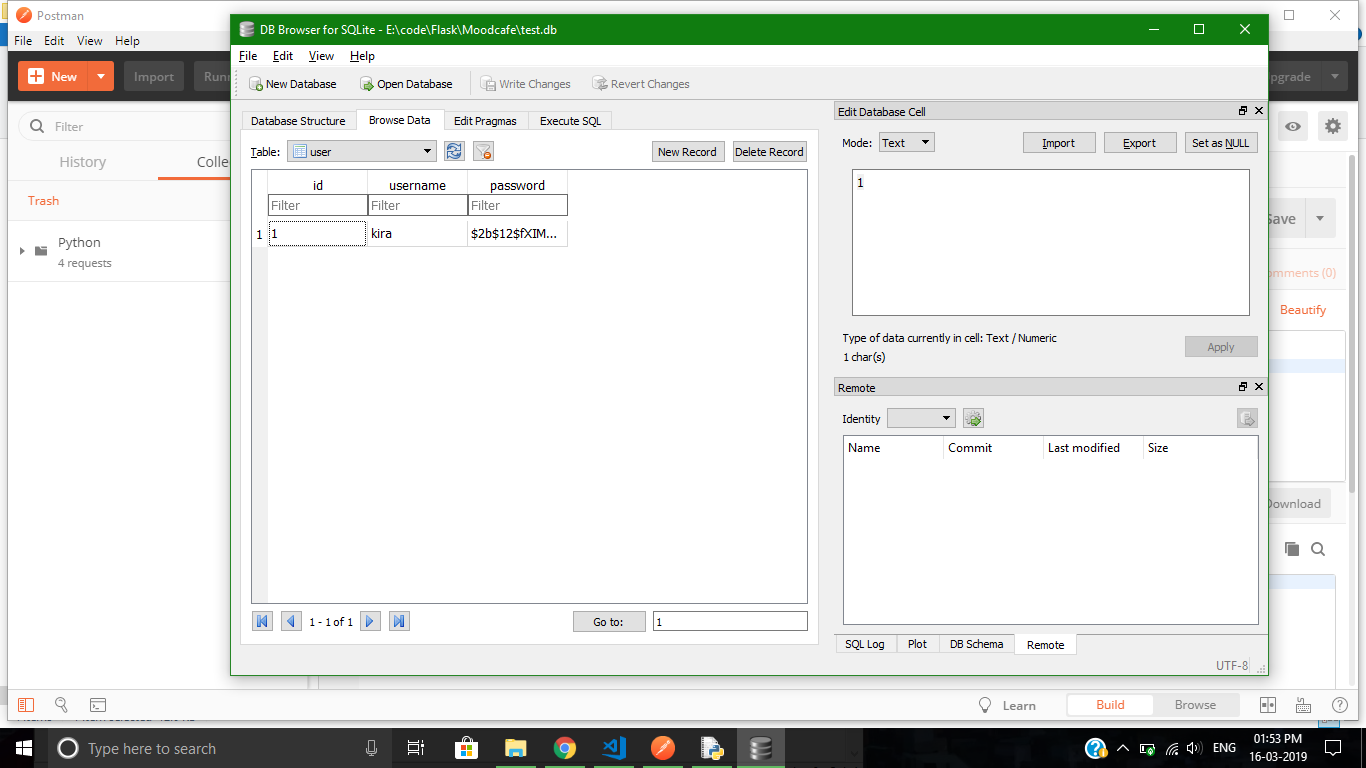 Postman
File Edit View Help
New Import Runn
Filter
History Colle
Trash
Python
4 requests
DB Browser for SQLite - E:\code\Flask\Moodcafe\test.db
File Edit View Help
New Database Open Database Write Changes Revert Changes
Database Structure Browse Data Edit Pragmas Execute SQL
Table: user New Record Delete Record
id username password
Filter Filter Filter
1 1 kira $2b$12$fXIM...
1 - 1 of 1 Go to: 1
Edit Database Cell
Mode: Text Import Export Set as NULL
1
Type of data currently in cell: Text / Numeric
1 char(s)
Apply
Remote
Identity
Name Commit Last modified Size
SQL Log Plot DB Schema Remote
UTF-8
pgrade
Save
omments (0)
Beautify
Download
Learn Build Browse
Type here to search
ENG
01:53 PM
16-03-2019